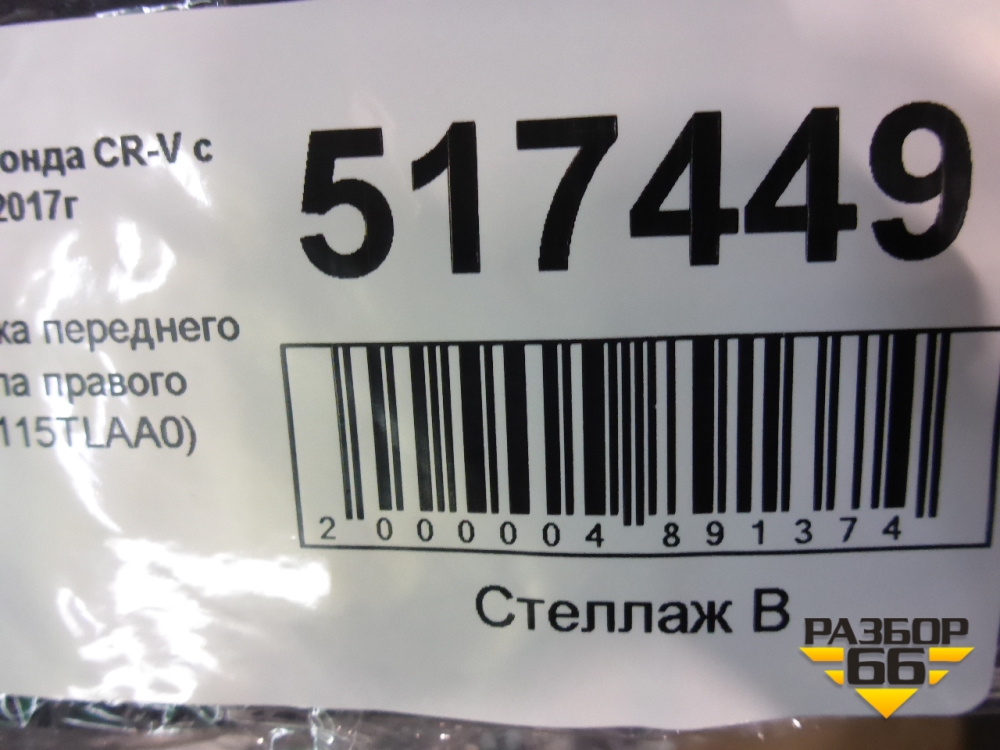 онда CR-V с
2017г
517449
ка переднего
ла правого
115TLAA0)
2 000004 891374
Стеллаж В
РАЗБОР
66